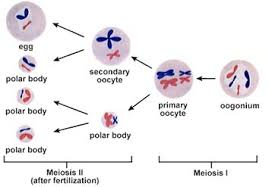 egg
polar body
polar body
polar body
secondary
oocyte
polar body
primary
oocyte
oogonium
Meiosis II
(after fertilization)
Meiosis I